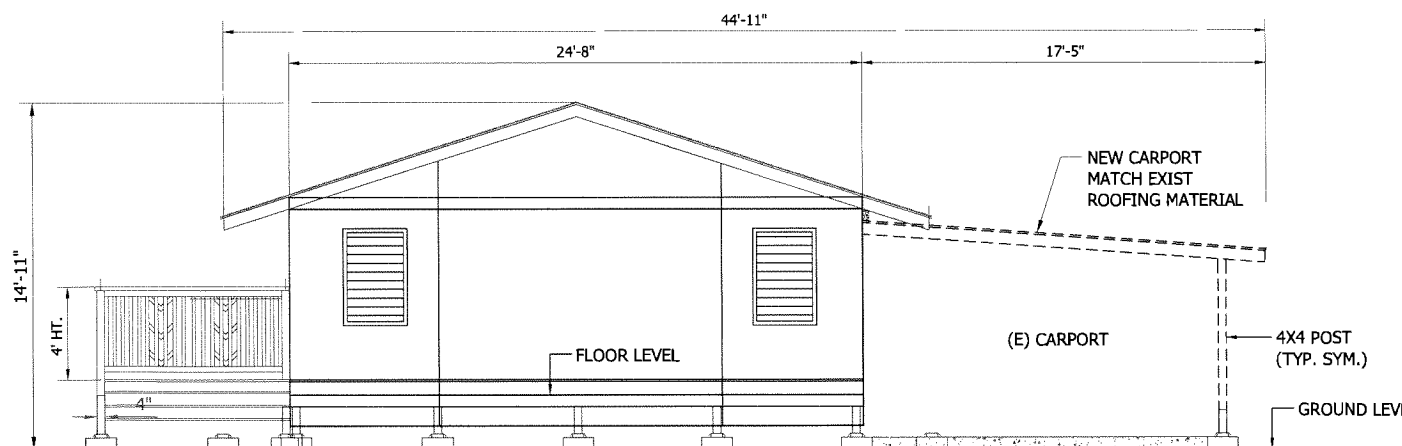 44'-11"
24'-8"
17'-5"
NEW CARPORT
MATCH EXIST
ROOFING MATERIAL
14'-11"
4' HT.
(E) CARPORT
4X4 POST
(TYP. SYM.)
FLOOR LEVEL
4"
GROUND LEVE